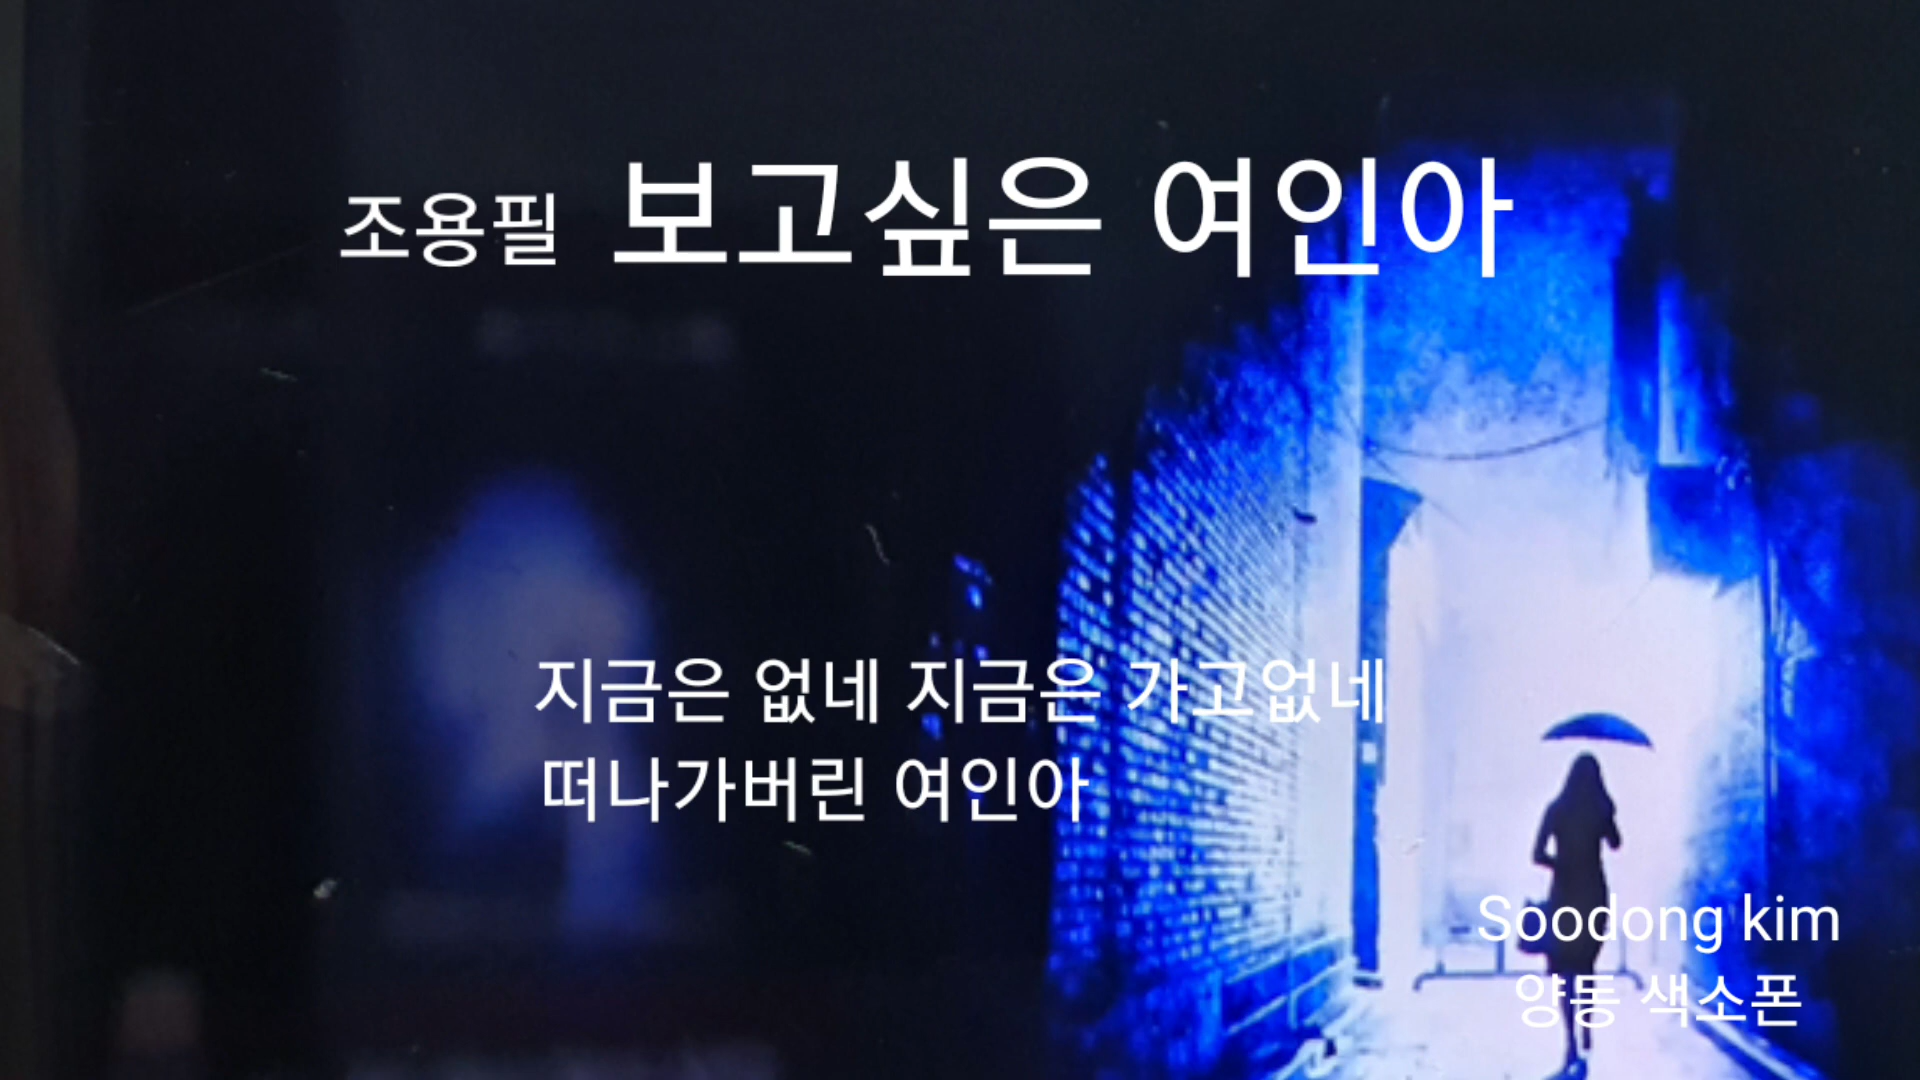 조용필 보고싶은 여인아
지금은 없네 지금은 가고없네
떠나가버린 여인아
Soodong kim
양동 색소폰